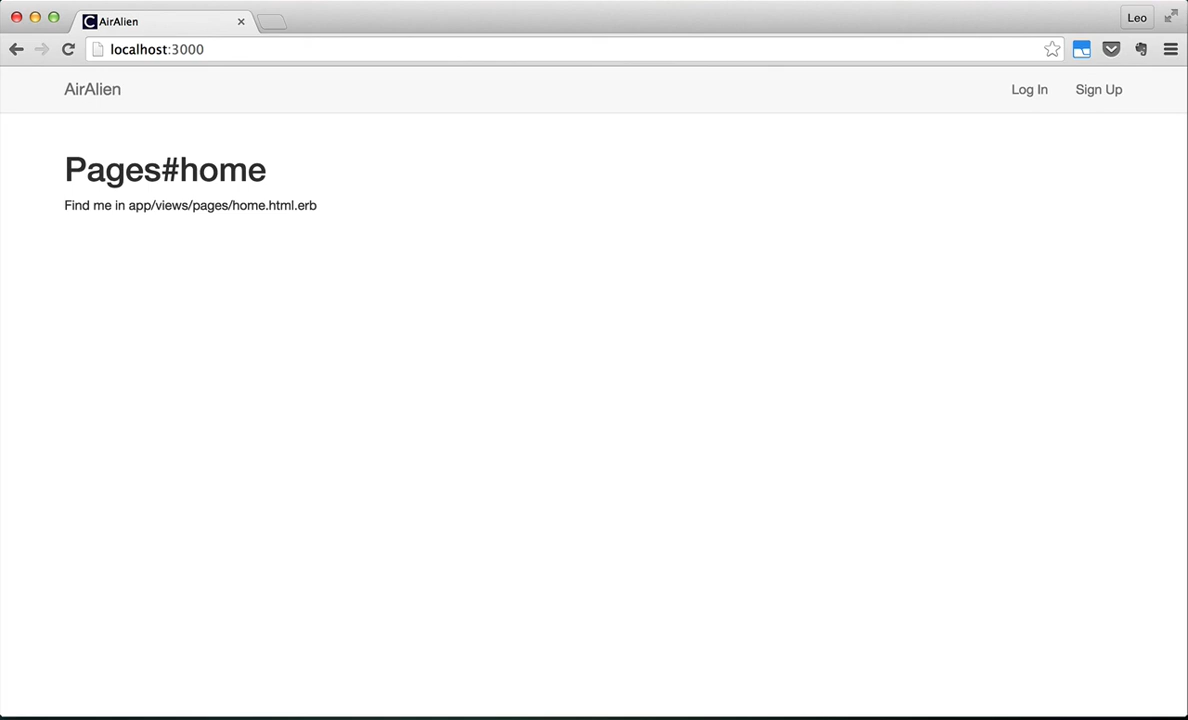 AirAlien
Leo
localhost:3000
AirAlien
Log In
Sign Up
Pages#home
Find me in app/views/pages/home.html.erb